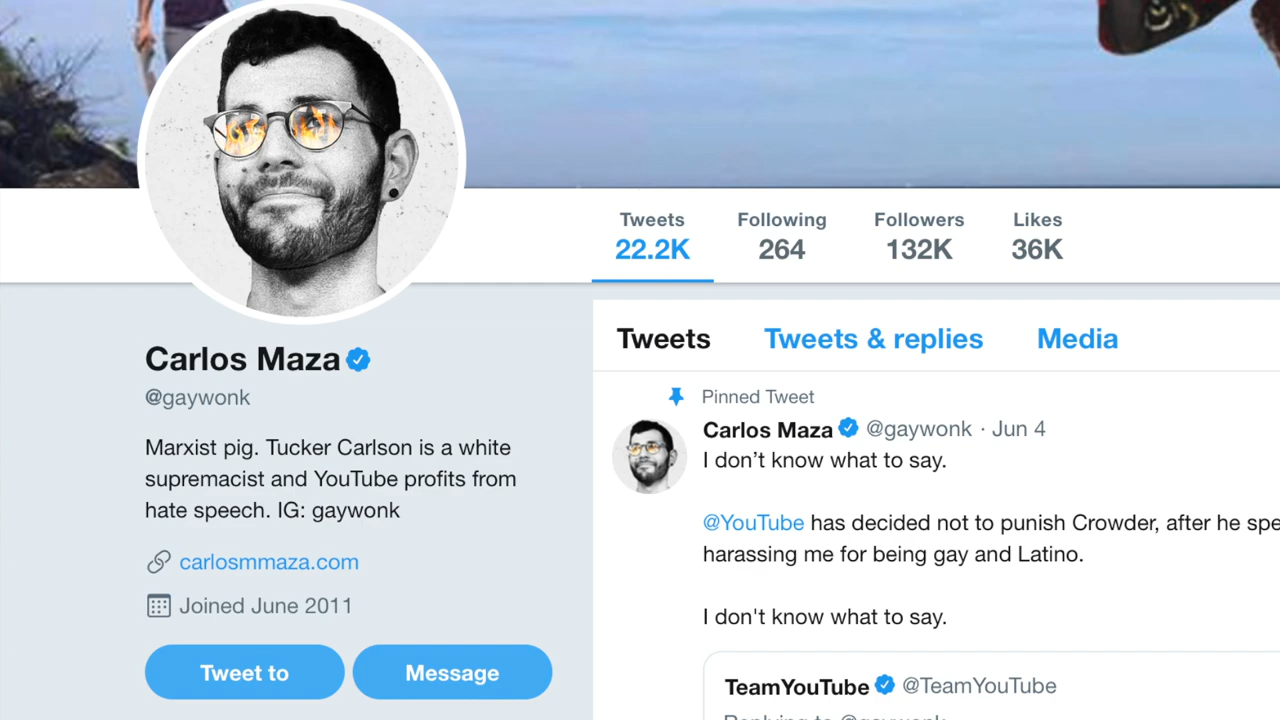 Tweets Following Followers Likes
22.2K 264 132K 36K
Tweets Tweets & replies Media
Carlos Maza
@gaywonk
Marxist pig. Tucker Carlson is a white
supremacist and YouTube profits from
hate speech. IG: gaywonk
carlosmmaza.com
Joined June 2011
Tweet to Message
Pinned Tweet
Carlos Maza @gaywonk · Jun 4
I don’t know what to say.
@YouTube has decided not to punish Crowder, after he spe
harassing me for being gay and Latino.
I don't know what to say.
TeamYouTube @TeamYouTube
Replying to @gaywonk